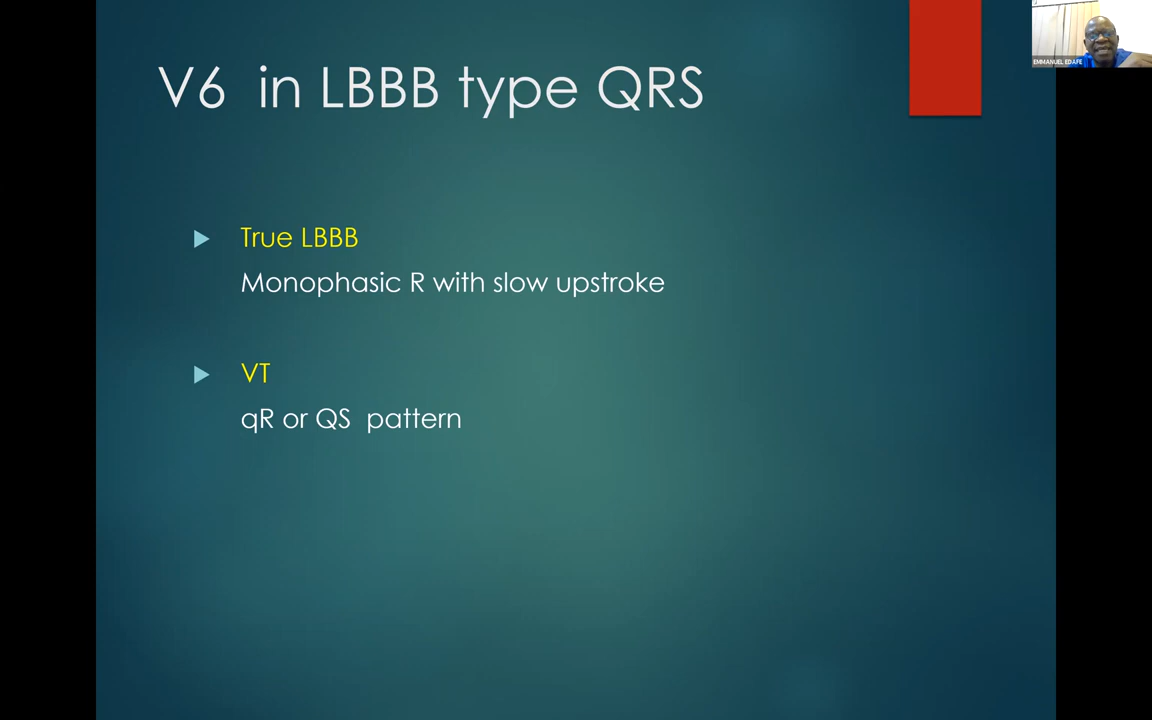 V6 in LBBB type QRS
EMMANUEL EDAFE
True LBBB
Monophasic R with slow upstroke
VT
qR or QS pattern